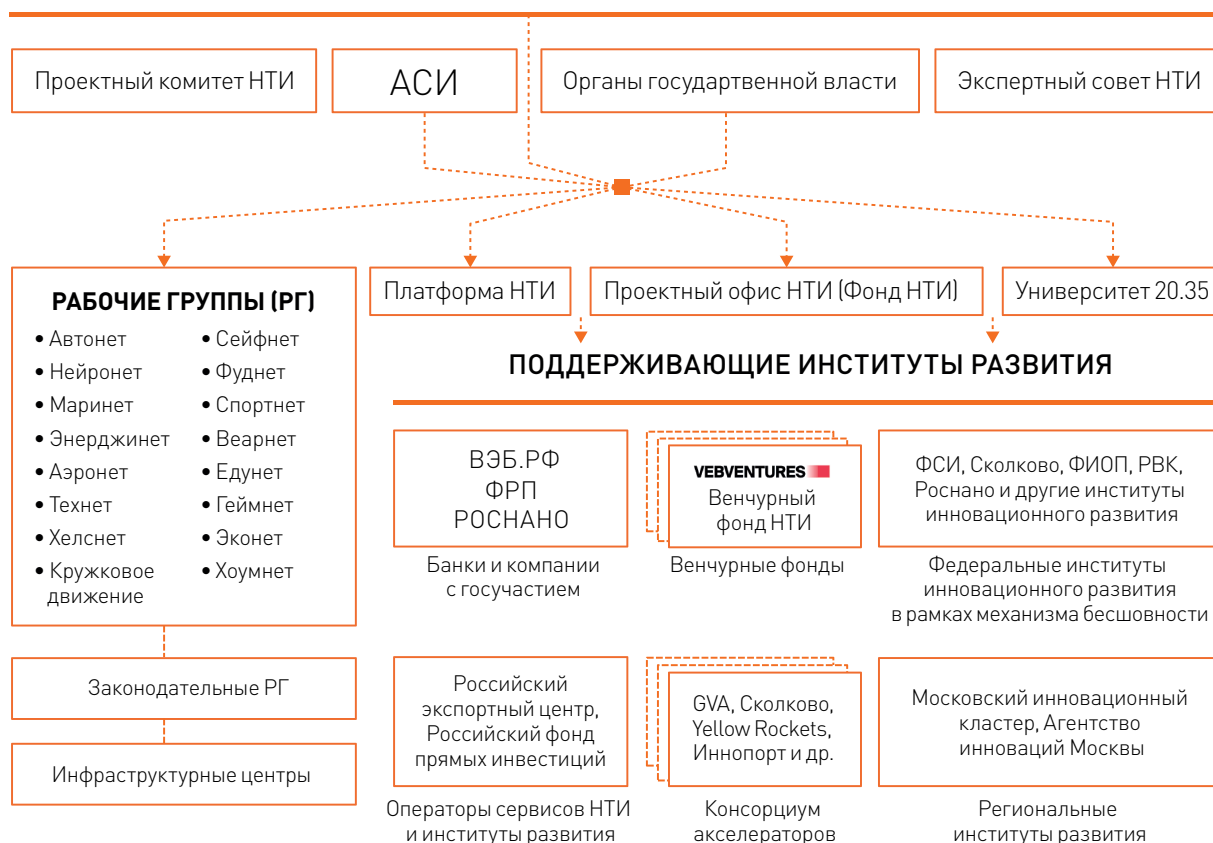 Проектный комитет НТИ
АСИ
Органы государтвенной власти
Экспертный совет НТИ
РАБОЧИЕ ГРУППЫ (РГ)
• Автонет
• Нейронет
• Маринет
• Энерджинет
• Аэронет
• Технет
• Хелснет
• Кружковое
движение
• Сейфнет
• Фуднет
• Спортнет
• Веарнет
• Едунет
• Геймнет
• Эконет
• Хоумнет
Законодательные РГ
Инфраструктурные центры
Платформа НТИ
Проектный офис НТИ (Фонд НТИ)
Университет 20.35
ПОДДЕРЖИВАЮЩИЕ ИНСТИТУТЫ РАЗВИТИЯ
ВЭБ.РФ
ФРП
РОСНАНО
Банки и компании
с госучастием
VEBVENTURES
Венчурный
фонд НТИ
Венчурные фонды
ФСИ, Сколково, ФИОП, РВК,
Роснано и другие институты
инновационного развития
Федеральные институты
инновационного развития
в рамках механизма бесшовности
Российский
экспортный центр,
Российский фонд
прямых инвестиций
Операторы сервисов НТИ
и институты развития
GVA, Сколково,
Yellow Rockets,
Иннопорт и др.
Консорциум
акселераторов
Московский инновационный
кластер, Агентство
инноваций Москвы
Региональные
институты развития